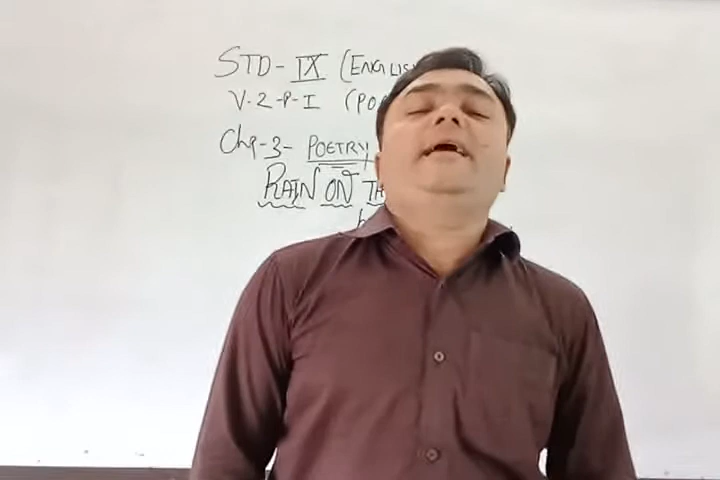 STD - IX (ENGLIS
V-2-P-I (PO
Chp-3- POETRY
RAIN ON TH